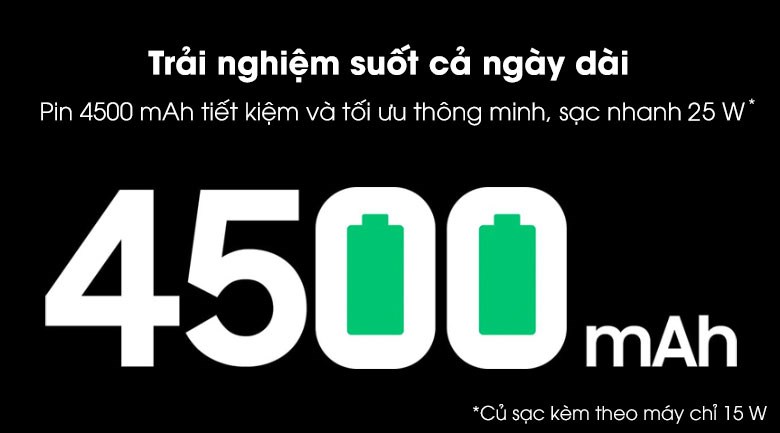 Trải nghiệm suốt cả ngày dài
Pin 4500 mAh tiết kiệm và tối ưu thông minh, sạc nhanh 25 W*
4500 mAh
*Củ sạc kèm theo máy chỉ 15 W